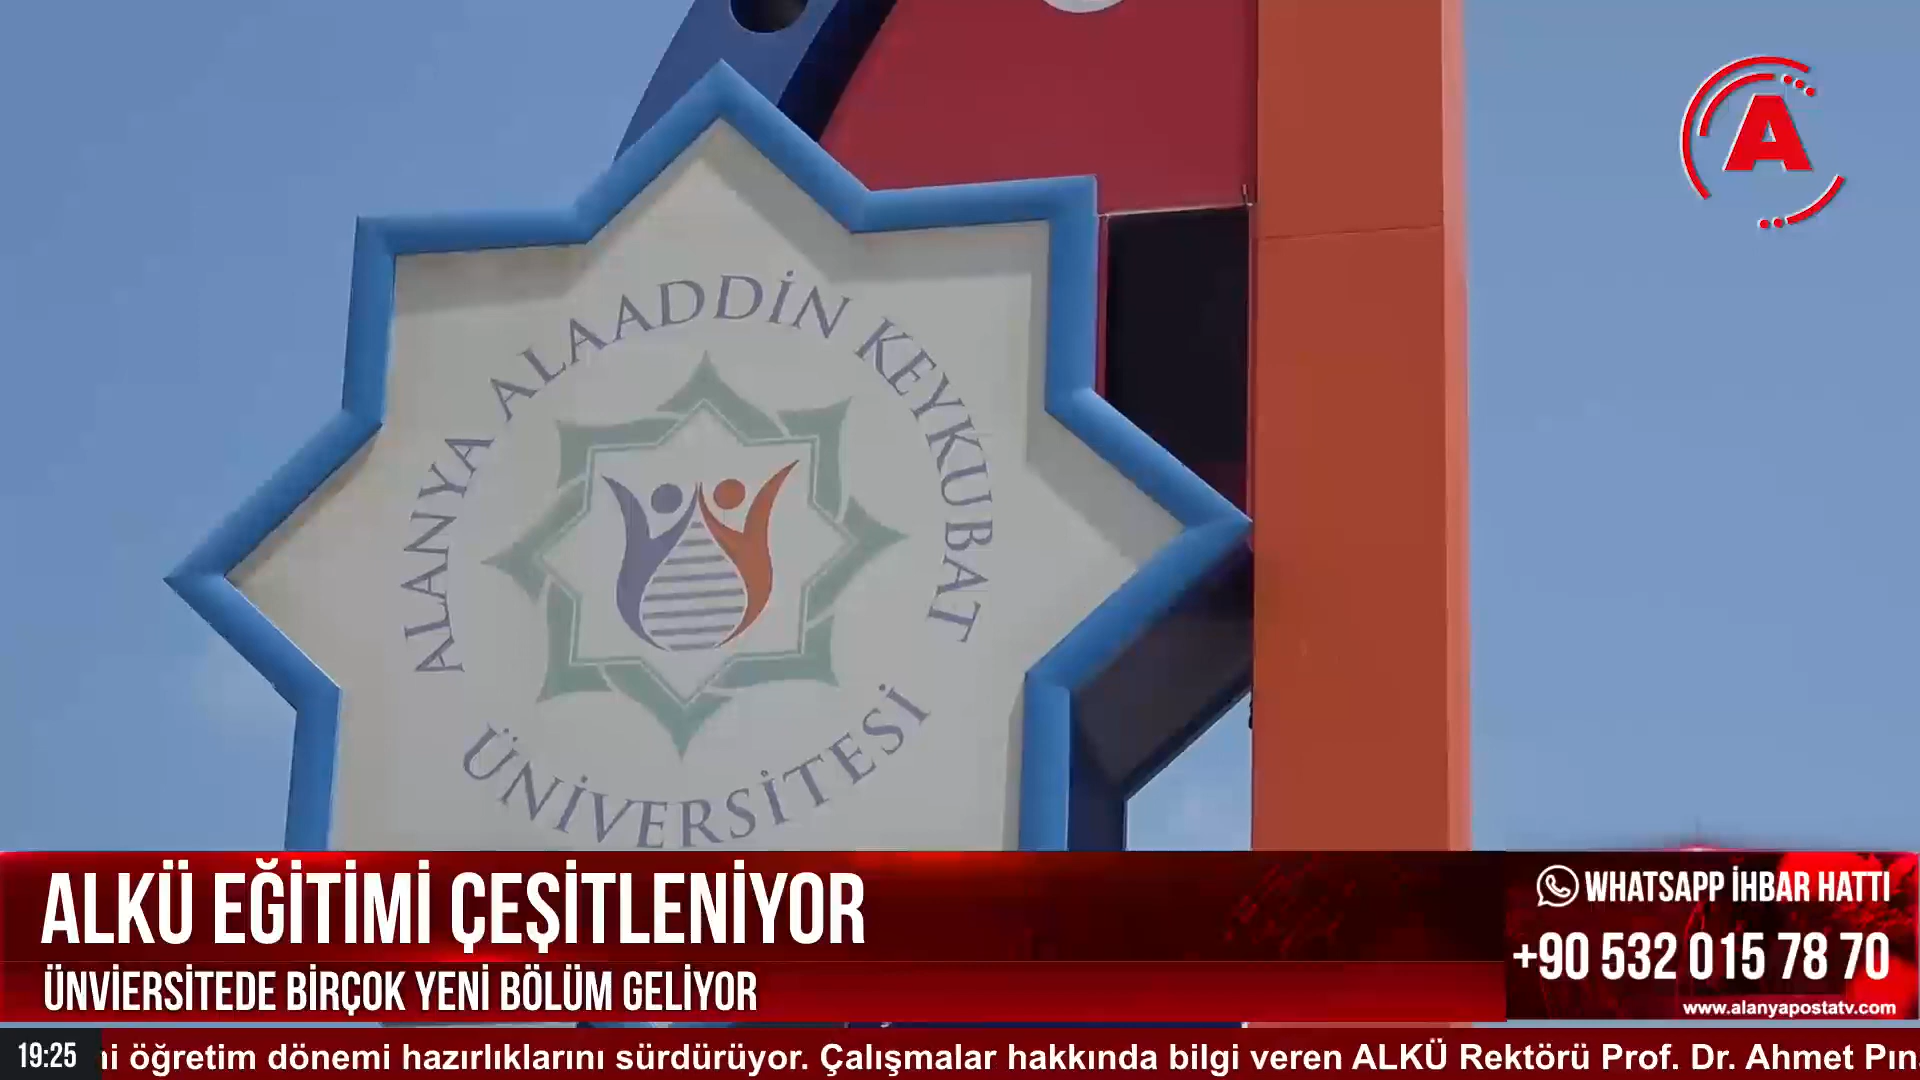 A
ALANYA ALAADDİN KEYKUBAT
ÜNİVERSİTESİ
ALKÜ EĞİTİMİ ÇEŞİTLENİYOR
ÜNVİERSİTEDE BİRÇOK YENİ BÖLÜM GELİYOR
WHATSAPP İHBAR HATTI
+90 532 015 78 70
www.alanyapostatv.com
19:25 öğretim dönemi hazırlıklarını sürdürüyor. Çalışmalar hakkında bilgi veren ALKÜ Rektörü Prof. Dr. Ahmet